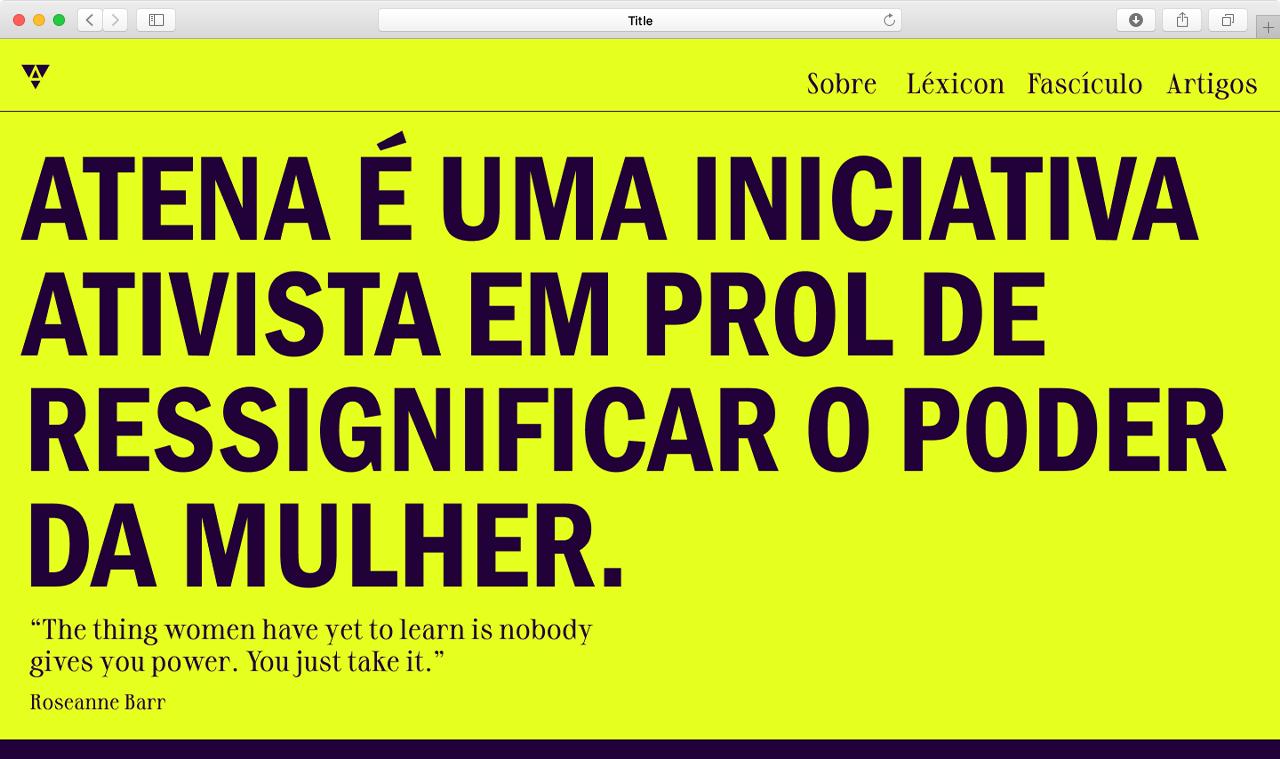 Title
Sobre Léxicon Fascículo Artigos
ATENA É UMA INICIATIVA
ATIVISTA EM PROL DE
RESSIGNIFICAR O PODER
DA MULHER.
“The thing women have yet to learn is nobody
gives you power. You just take it.”
Roseanne Barr